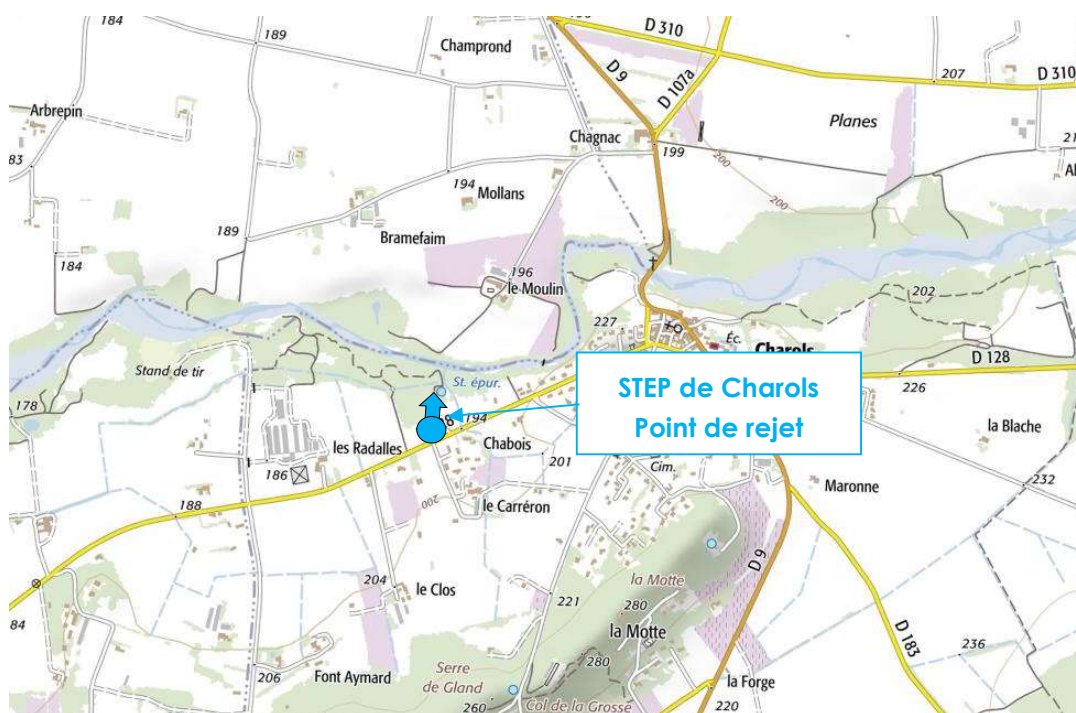 184
189
Champrond
D 310
D 9
D 107a
207
D 310
Arbrepin
Chagnac
199
Planes
200
194
Mollans
189
Bramefaim
184
196
le Moulin
202
227
Éc.
Charols
D 128
226
Stand de tir
St. épur.
STEP de Charols
Point de rejet
178
194
les Radalles
Chabois
201
Cim.
la Blache
186
200
Maronne
232
188
le Carréron
204
le Clos
D 9
la Motte
221
280
84
la Motte
D 183
236
206
Font Aymard
Serre
de Gland
280
la Forge
260
Col de la Grosse
220